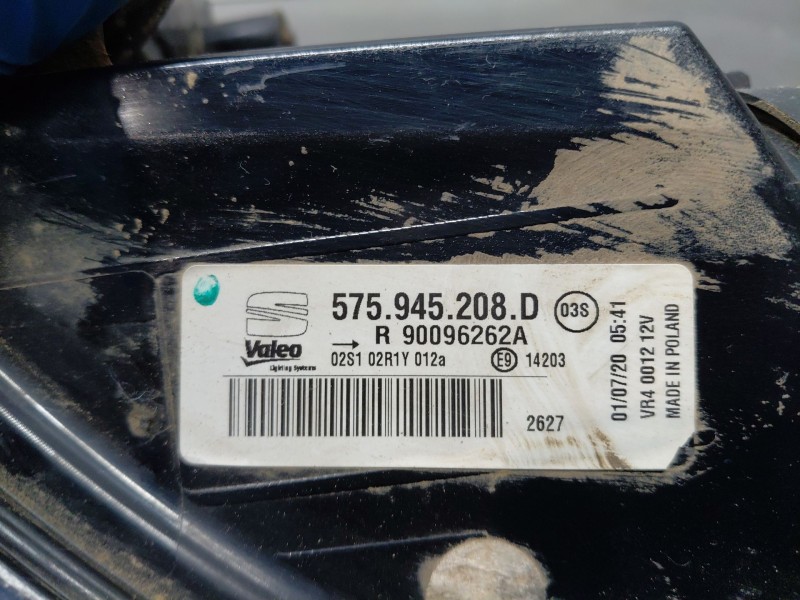 575.945.208.D 03S
R 90096262A
Valeo
Lighting Systems
02S1 02R1Y 012a E9 14203
2627
01/07/20 05:41
VR4 0012 12V
MADE IN POLAND